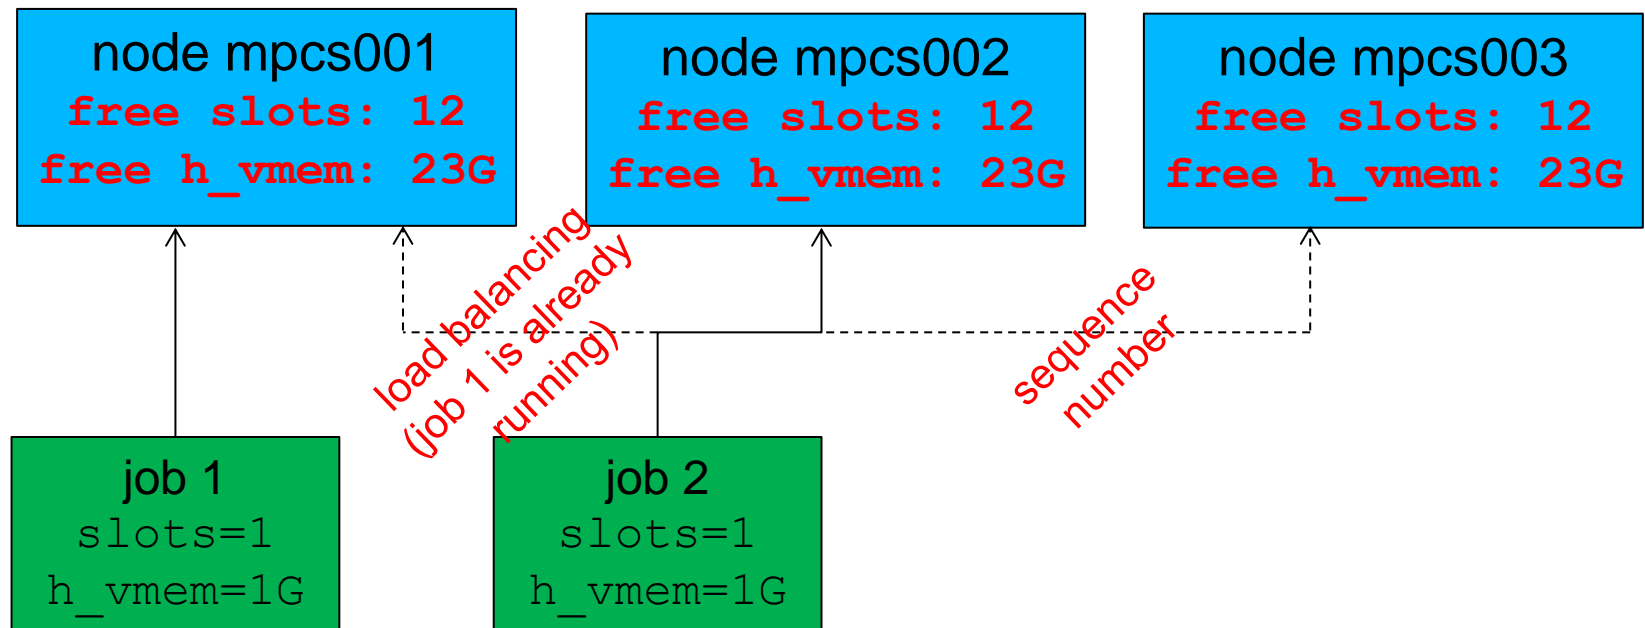 node mpcs001
free slots: 12
free h_vmem: 23G
node mpcs002
free slots: 12
free h_vmem: 23G
node mpcs003
free slots: 12
free h_vmem: 23G
load balancing
(job 1 is already
running)
sequence
number
job 1
slots=1
h_vmem=1G
job 2
slots=1
h_vmem=1G